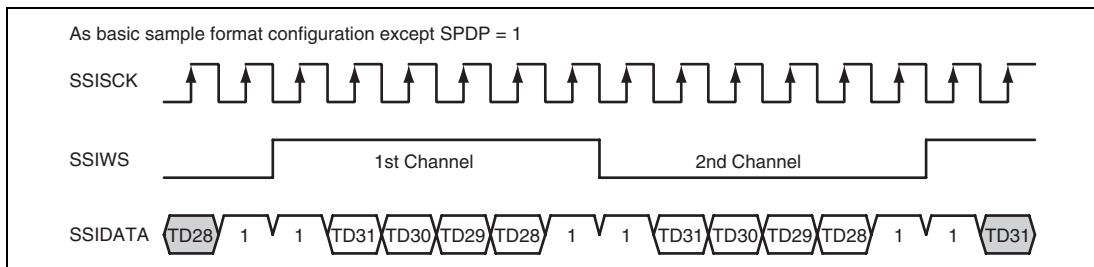 As basic sample format configuration except SPDP = 1
SSISCK
SSIWS 1st Channel 2nd Channel
SSIDATA TD28 1 1 TD31 TD30 TD29 TD28 1 1 TD31 TD30 TD29 TD28 1 1 TD31